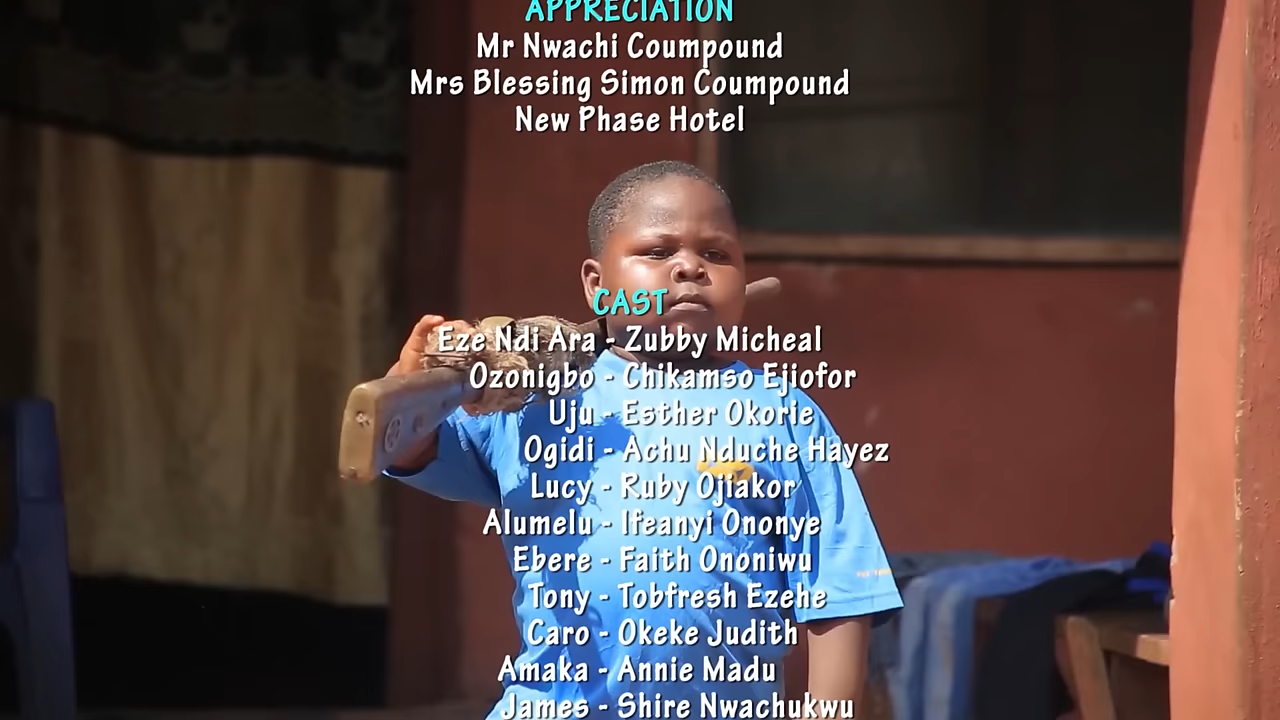 APPRECIATION
Mr Nwachi Coumpound
Mrs Blessing Simon Coumpound
New Phase Hotel
CAST
Eze Ndi Ara - Zubby Micheal
Ozonigbo - Chikamso Ejiofor
Uju - Esther Okorie
Ogidi - Achu Nduche Hayez
Lucy - Ruby Ojiakor
Alumelu - Ifeanyi Ononye
Ebere - Faith Ononiwu
Tony - Tobfresh Ezehe
Caro - Okeke Judith
Amaka - Annie Madu
James - Shire Nwachukwu